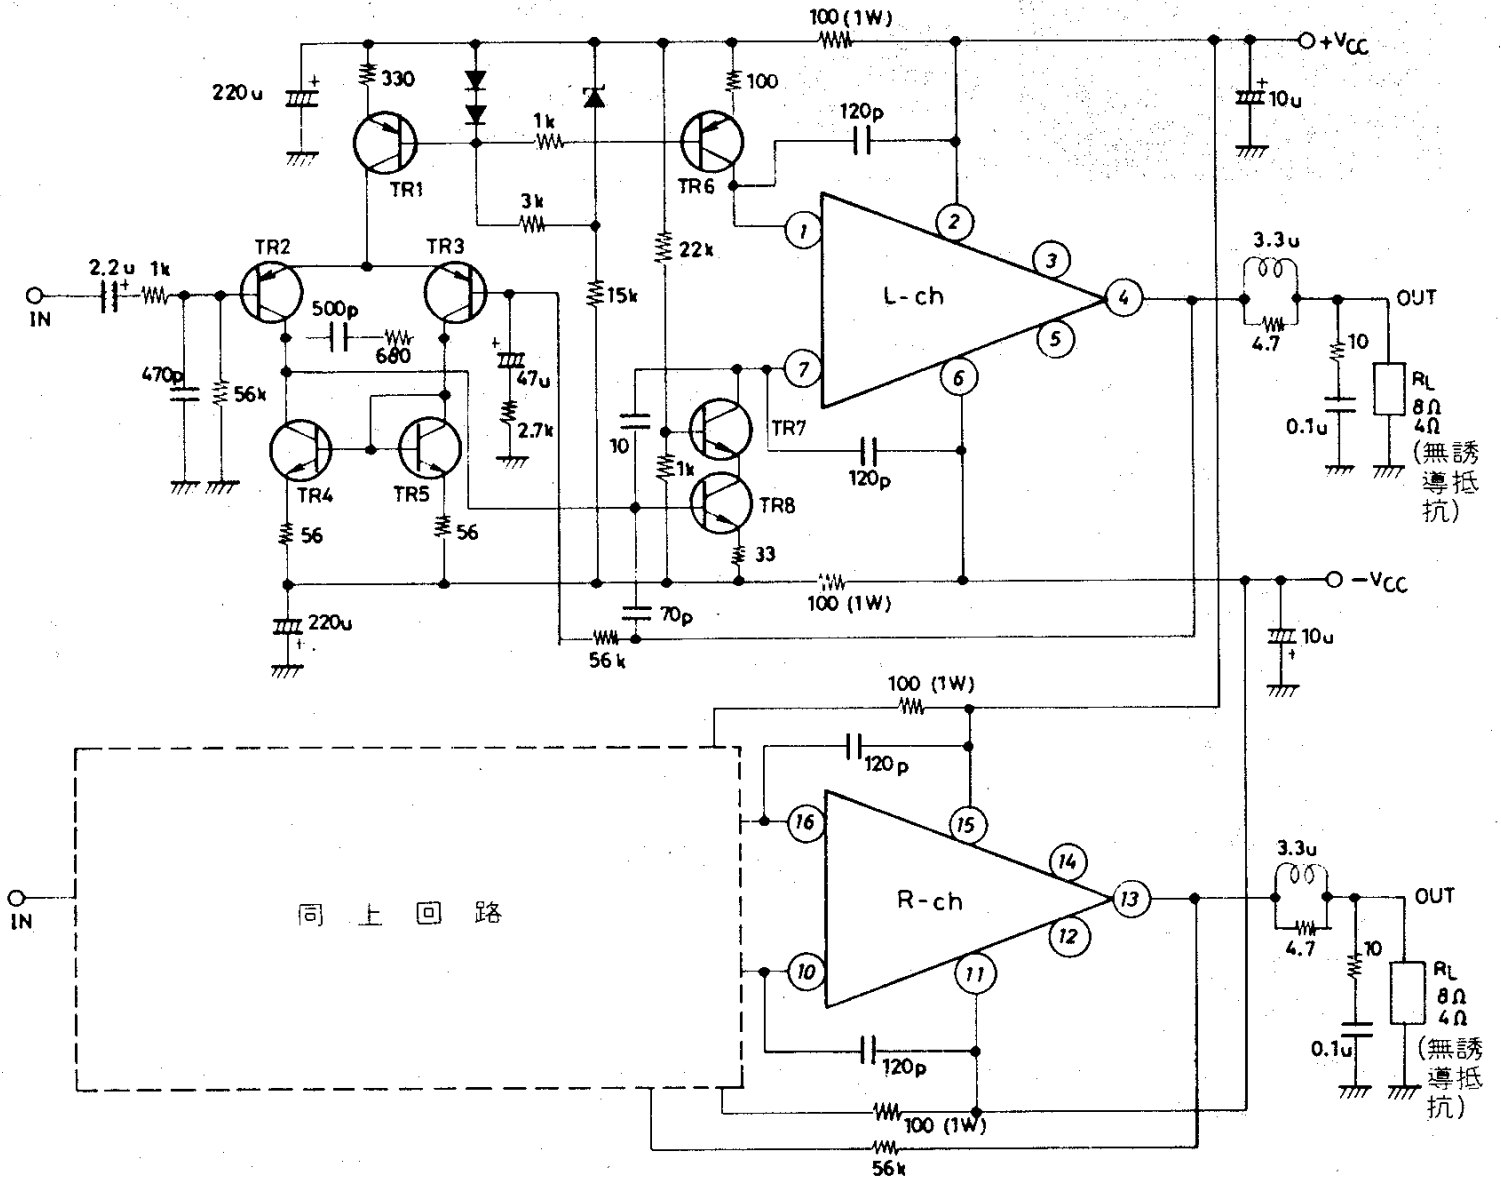 100 (1W)
+VCC
330
100
220u
10u
120p
1k
TR1
TR6
3k
1
2
TR2
TR3
22k
3
3.3u
2.2u
1k
15k
L-ch
4
OUT
IN
500p
680
5
4.7
10
470p
56k
47u
7
6
RL
8Ω
4Ω
2.7k
10
TR7
0.1u
(無誘
導抵
抗)
1k
120p
TR4
TR5
TR8
56
56
33
-VCC
220u
70p
100 (1W)
10u
56k
100 (1W)
120p
16
15
14
3.3u
IN
同上回路
R-ch
13
OUT
12
4.7
10
10
11
RL
8Ω
4Ω
0.1u
(無誘
導抵
抗)
120p
100 (1W)
56k